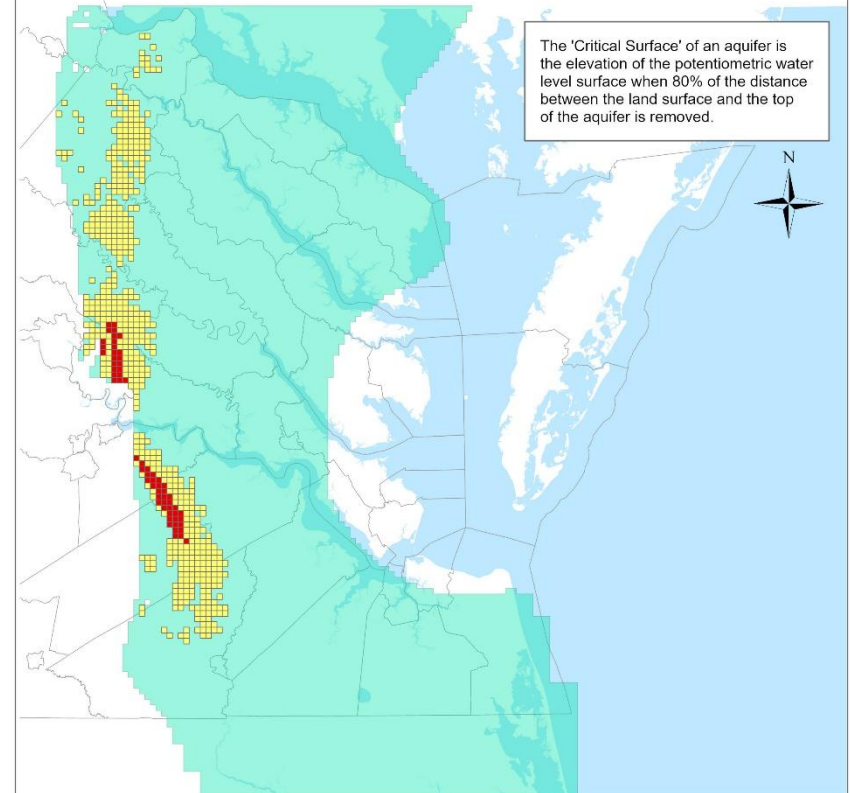 The 'Critical Surface' of an aquifer is
the elevation of the potentiometric water
level surface when 80% of the distance
between the land surface and the top
of the aquifer is removed.
N